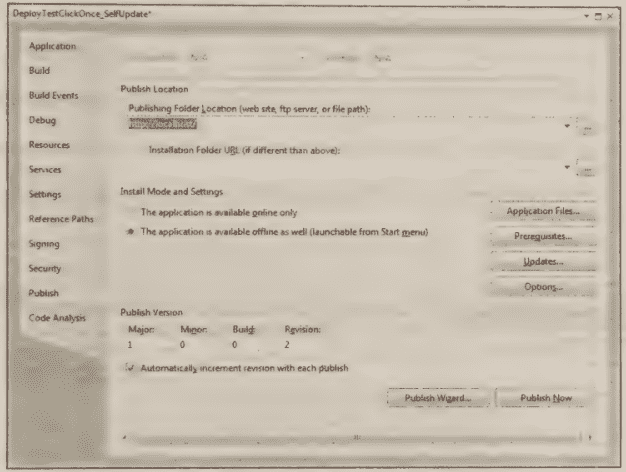 DeployTestClickOnce_SelfUpdate*
Application
Build
Build Events
Debug
Resources
Services
Settings
Reference Paths
Signing
Security
Publish
Code Analysis
Publish Location
Publishing Folder Location (web site, ftp server, or file path):
Installation Folder URL (if different than above):
Install Mode and Settings
The application is available online only
The application is available offline as well (launchable from Start menu)
Application Files...
Prerequisites...
Updates...
Options...
Publish Version
Major: Minor: Build: Revision:
1 0 0 2
Automatically increment revision with each publish
Publish Wizard... Publish Now